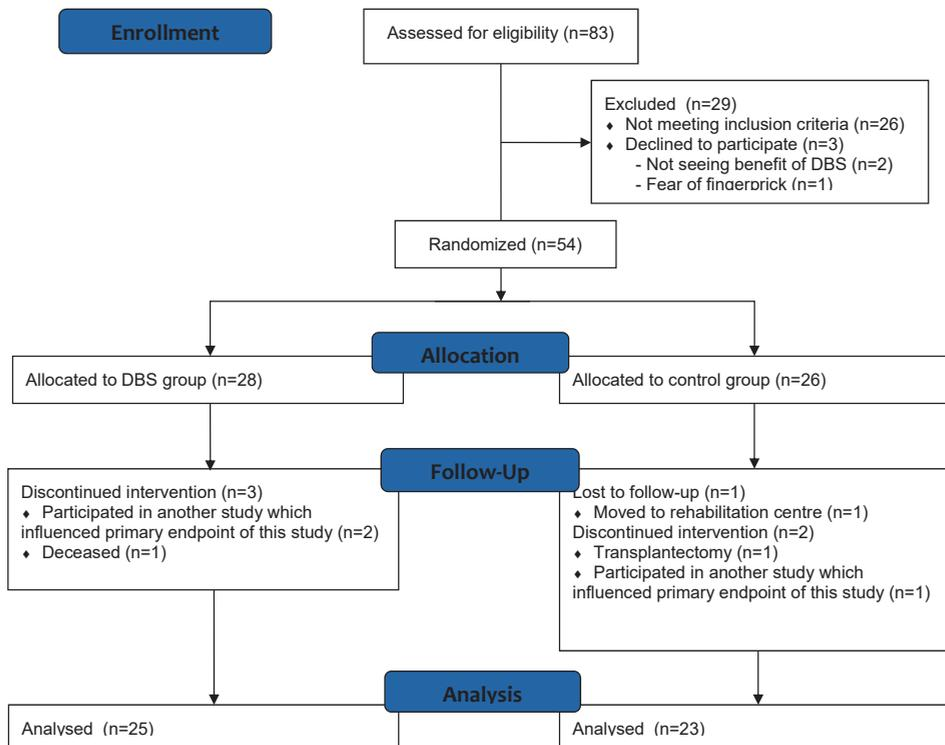 Enrollment
Assessed for eligibility (n=83)
Excluded (n=29)
♦ Not meeting inclusion criteria (n=26)
♦ Declined to participate (n=3)
- Not seeing benefit of DBS (n=2)
- Fear of fingerprick (n=1)
Randomized (n=54)
Allocation
Allocated to DBS group (n=28)
Allocated to control group (n=26)
Follow-Up
Discontinued intervention (n=3)
♦ Participated in another study which
influenced primary endpoint of this study (n=2)
♦ Deceased (n=1)
Lost to follow-up (n=1)
♦ Moved to rehabilitation centre (n=1)
Discontinued intervention (n=2)
♦ Transplantectomy (n=1)
♦ Participated in another study which
influenced primary endpoint of this study (n=1)
Analysis
Analysed (n=25)
Analysed (n=23)